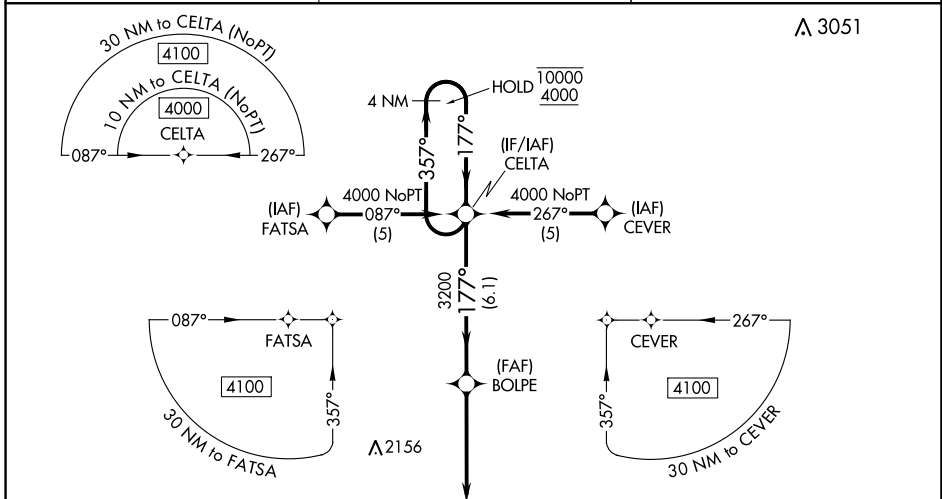 30 NM to CELTA (NoPT)
4100
10 NM to CELTA (NoPT)
4000
CELTA
087°
267°
3051
4 NM
HOLD 10000
4000
357°
177°
(IF/IAF)
CELTA
4000 NoPT
087°
(5)
(IAF)
FATSA
4000 NoPT
267°
(5)
(IAF)
CEVER
3200
177°
(6.1)
(FAF)
BOLPE
087°
FATSA
4100
357°
30 NM to FATSA
2156
267°
CEVER
4100
357°
30 NM to CEVER